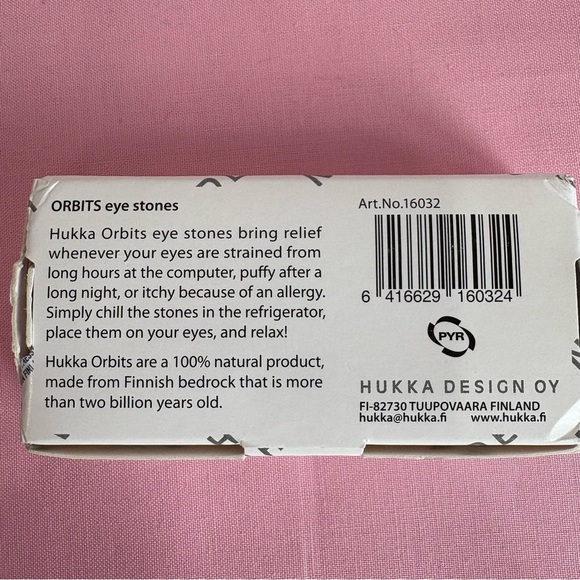 ORBITS eye stones
Hukka Orbits eye stones bring relief
whenever your eyes are strained from
long hours at the computer, puffy after a
long night, or itchy because of an allergy.
Simply chill the stones in the refrigerator,
place them on your eyes, and relax!
Hukka Orbits are a 100% natural product,
made from Finnish bedrock that is more
than two billion years old.
Art.No.16032
6 416629 160324
PYR
HUKKA DESIGN OY
FI-82730 TUUPOVAARA FINLAND
hukka@hukka.fi www.hukka.fi